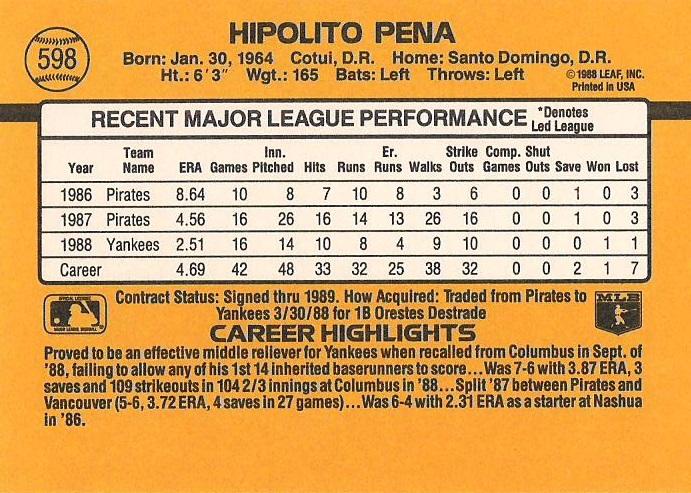 598
HIPOLITO PENA
Born: Jan. 30, 1964 Cotui, D.R. Home: Santo Domingo, D.R.
Ht.: 6'3" Wgt.: 165 Bats: Left Throws: Left
©1988 LEAF, INC.
Printed in USA
RECENT MAJOR LEAGUE PERFORMANCE *Denotes Led League
Year Team Name ERA Games Inn. Pitched Hits Runs Er. Runs Walks Strike Outs Comp. Games Shut Outs Save Won Lost
1986 Pirates 8.64 10 8 7 10 8 3 6 0 0 1 0 3
1987 Pirates 4.56 16 26 16 14 13 26 16 0 0 1 0 3
1988 Yankees 2.51 16 14 10 8 4 9 10 0 0 0 1 1
Career 4.69 42 48 33 32 25 38 32 0 0 2 1 7
Contract Status: Signed thru 1989. How Acquired: Traded from Pirates to
Yankees 3/30/88 for 1B Orestes Destrade
MLB
CAREER HIGHLIGHTS
Proved to be an effective middle reliever for Yankees when recalled from Columbus in Sept. of
'88, failing to allow any of his 1st 14 inherited baserunners to score...Was 7-6 with 3.87 ERA, 3
saves and 109 strikeouts in 104 2/3 innings at Columbus in '88...Split '87 between Pirates and
Vancouver (5-6, 3.72 ERA, 4 saves in 27 games)...Was 6-4 with 2.31 ERA as a starter at Nashua
in '86.